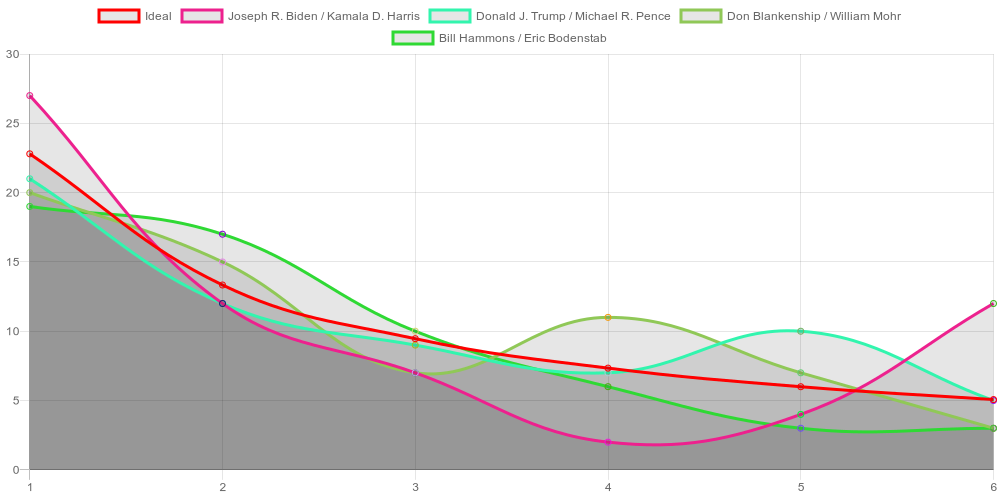 Ideal Joseph R. Biden / Kamala D. Harris Donald J. Trump / Michael R. Pence Don Blankenship / William Mohr
Bill Hammons / Eric Bodenstab
30
25
20
15
10
5
0
1 2 3 4 5 6